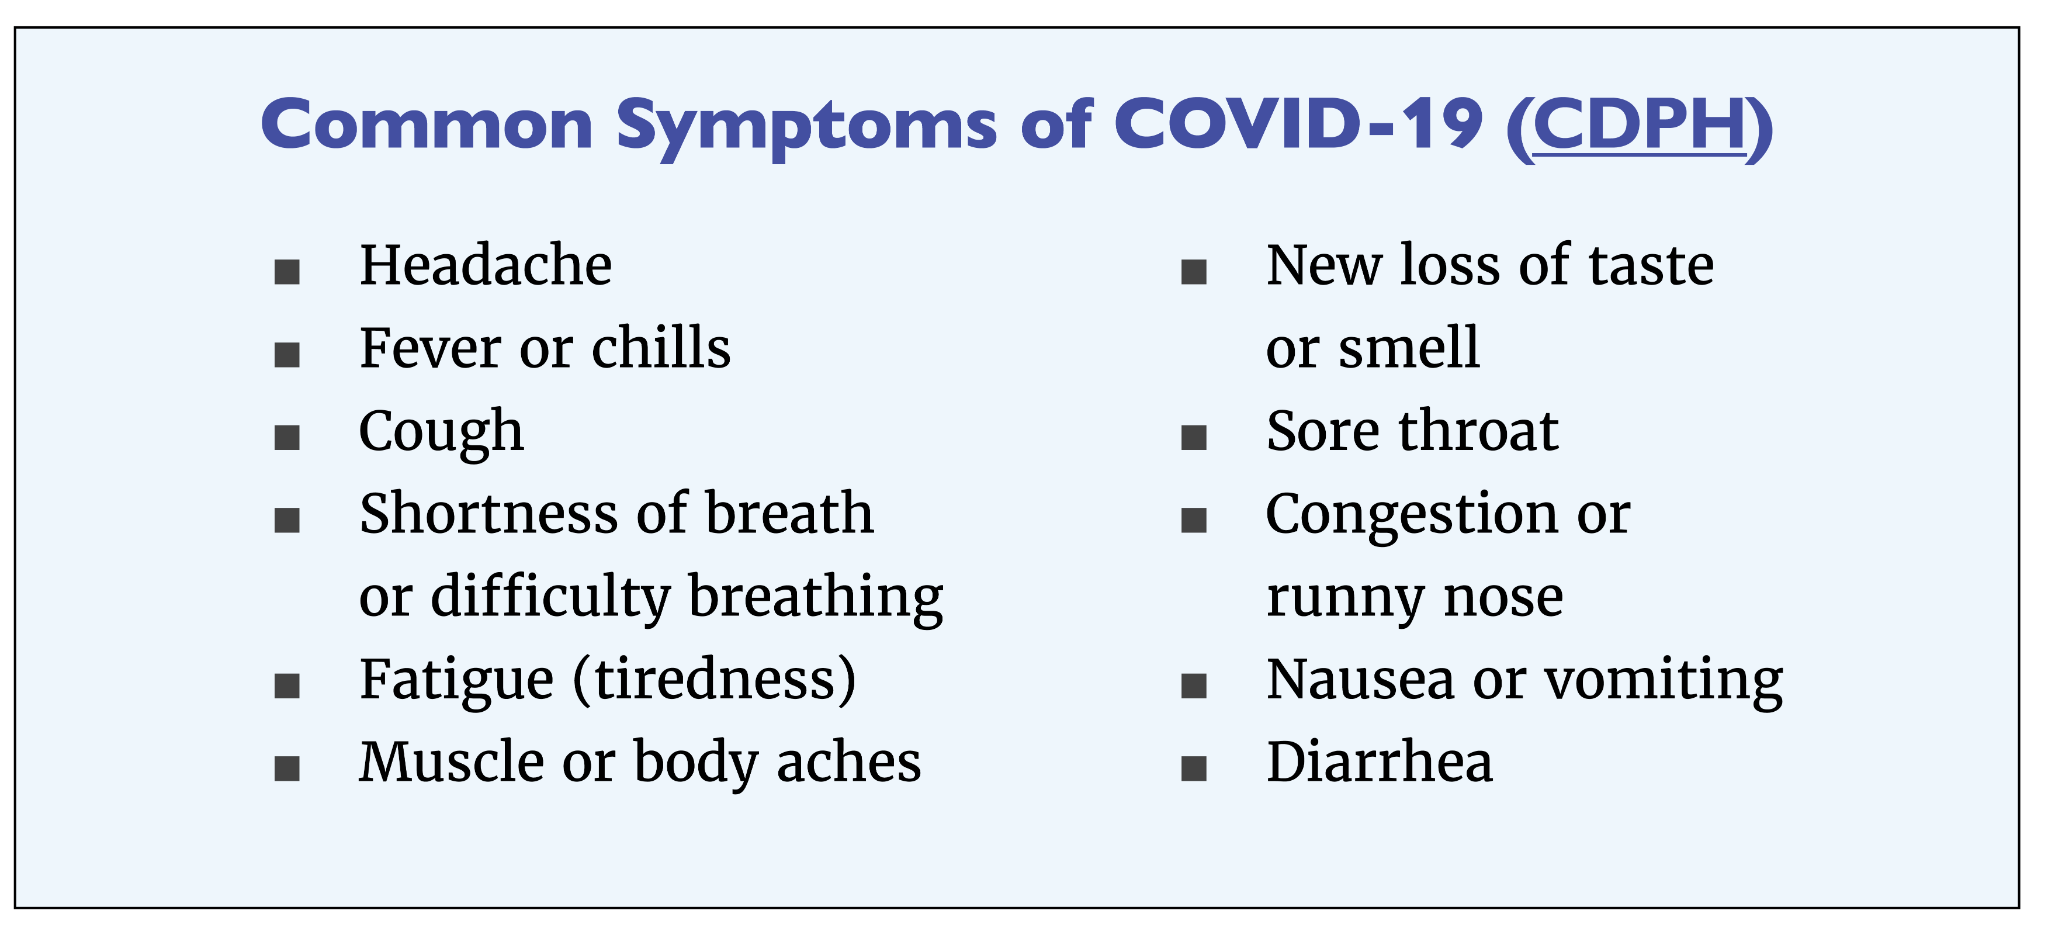 Common Symptoms of COVID-19 (CDPH)
■ Headache
■ Fever or chills
■ Cough
■ Shortness of breath
or difficulty breathing
■ Fatigue (tiredness)
■ Muscle or body aches
■ New loss of taste
or smell
■ Sore throat
■ Congestion or
runny nose
■ Nausea or vomiting
■ Diarrhea